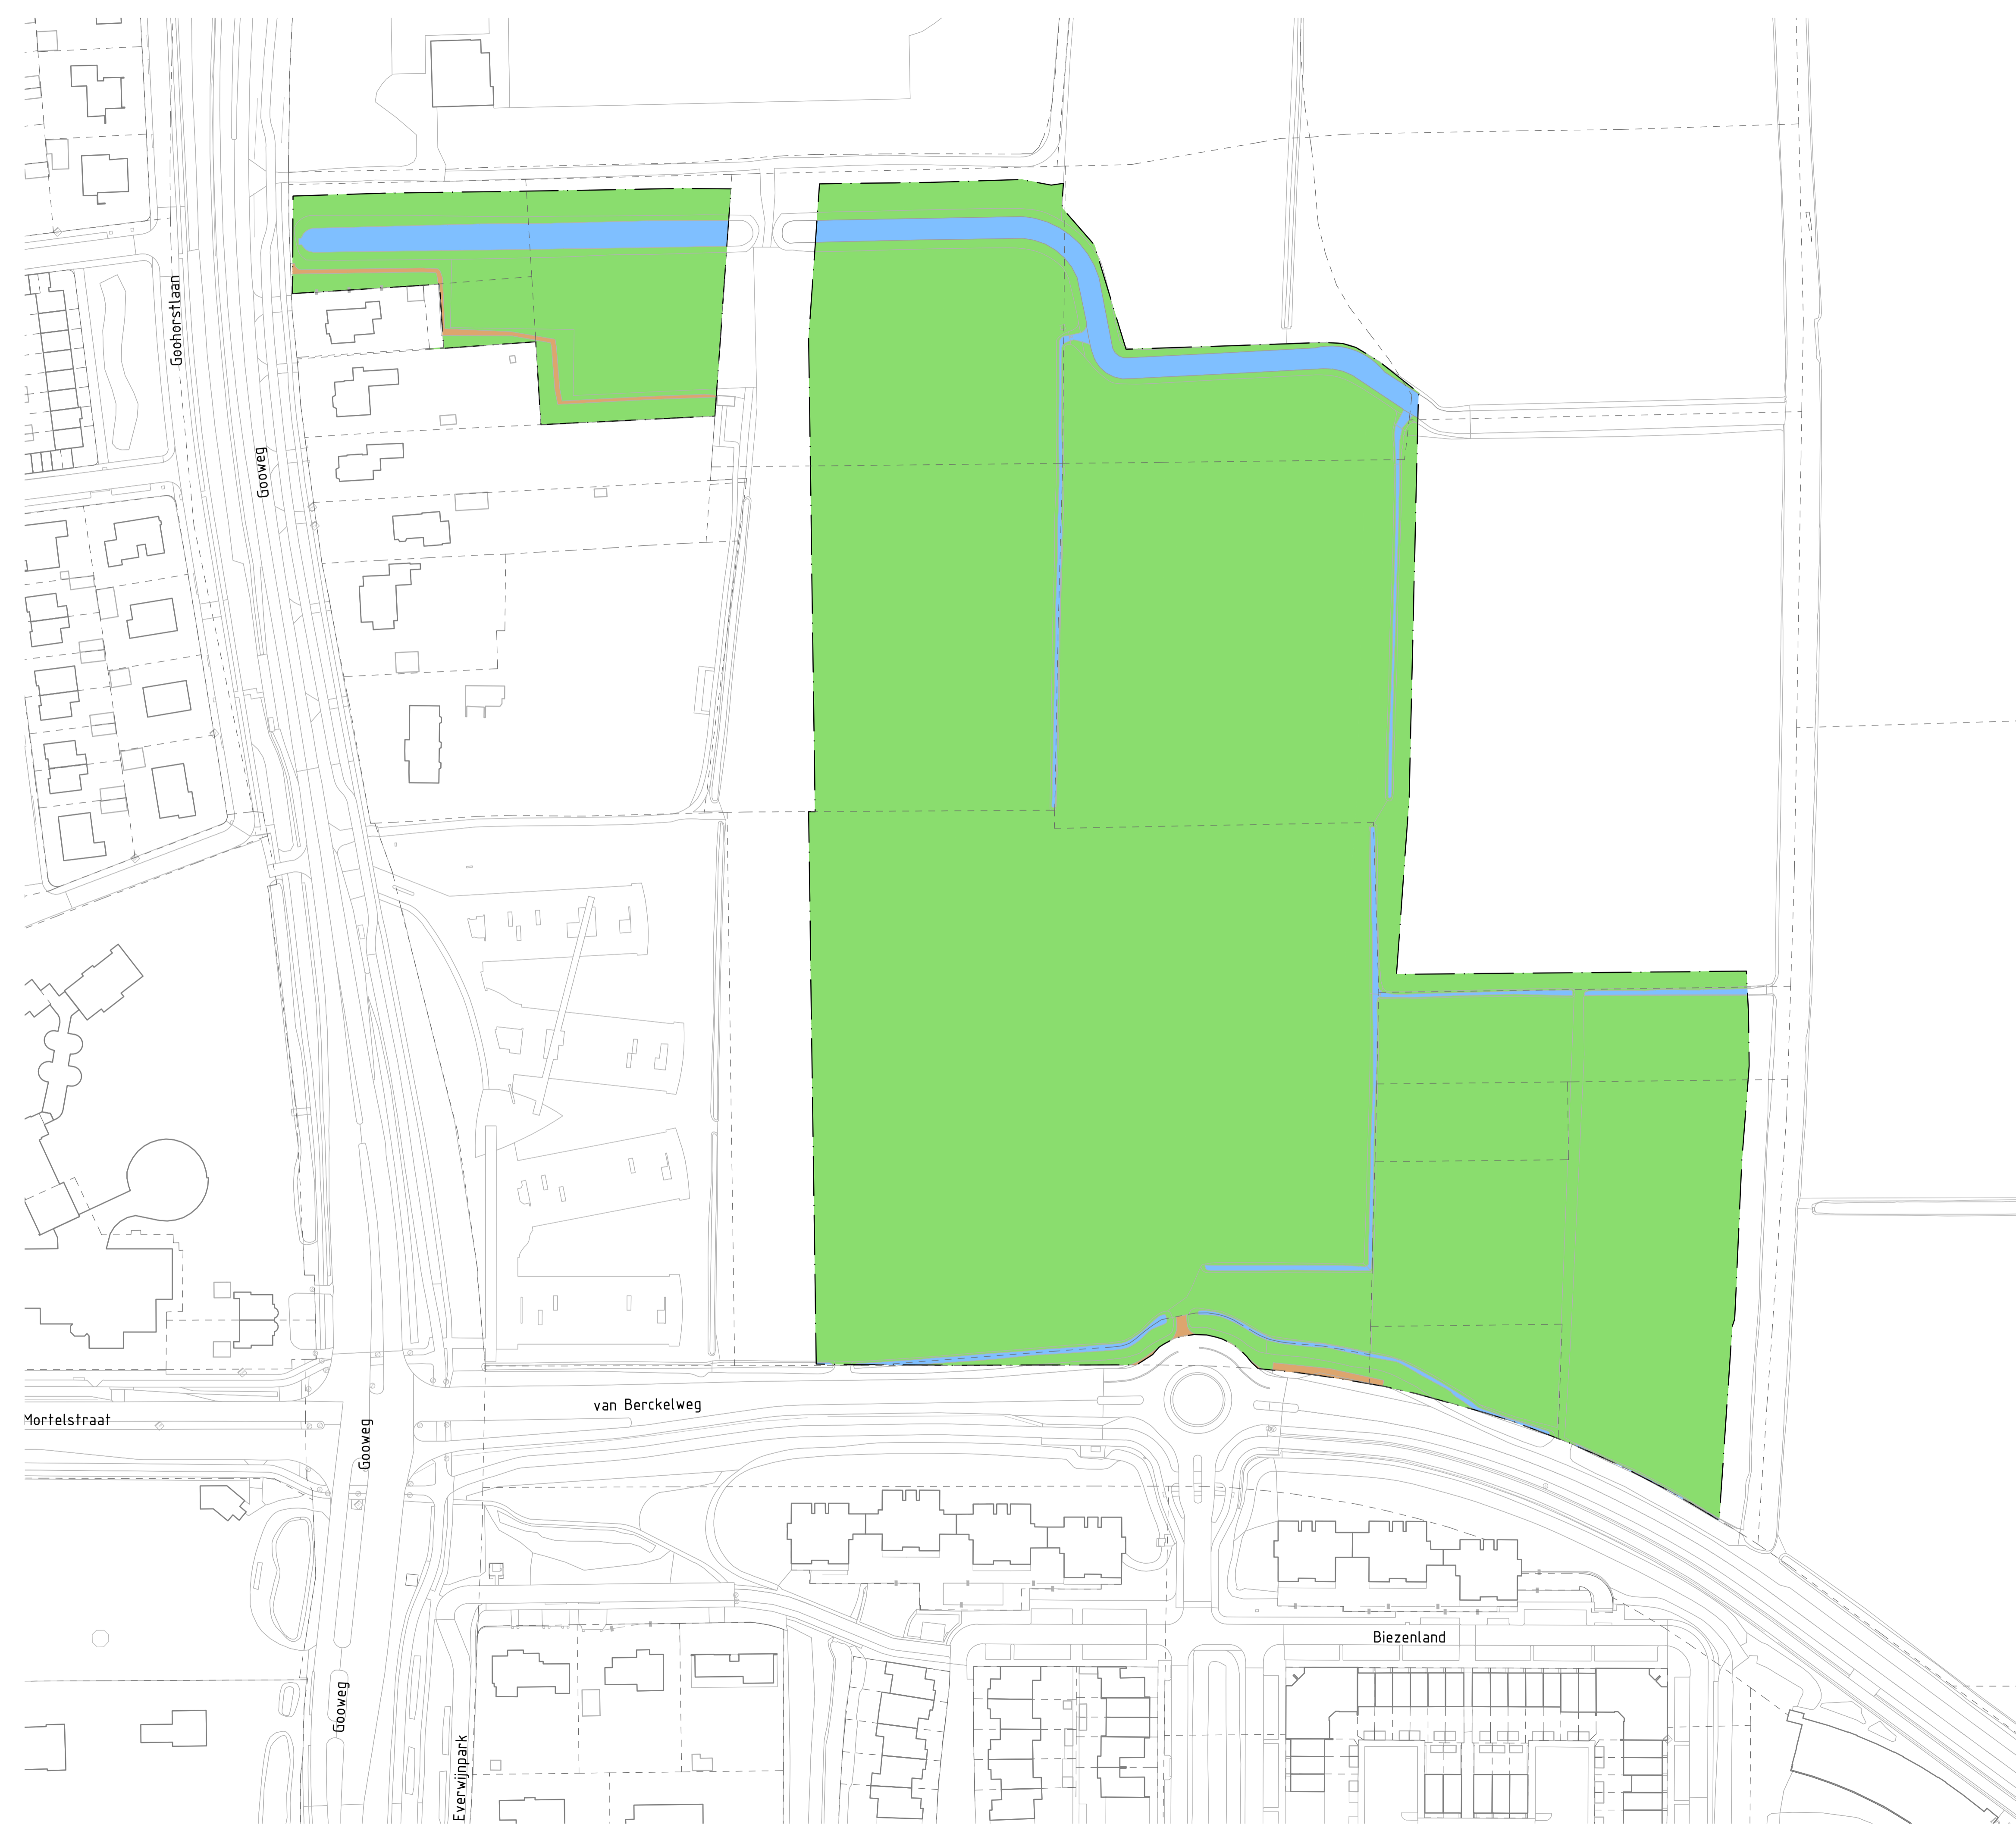 Goohorstlaan
Gooweg
van Berckelweg
Mortelstraat
Gooweg
Biezenland
Gooweg
Everwijnpark